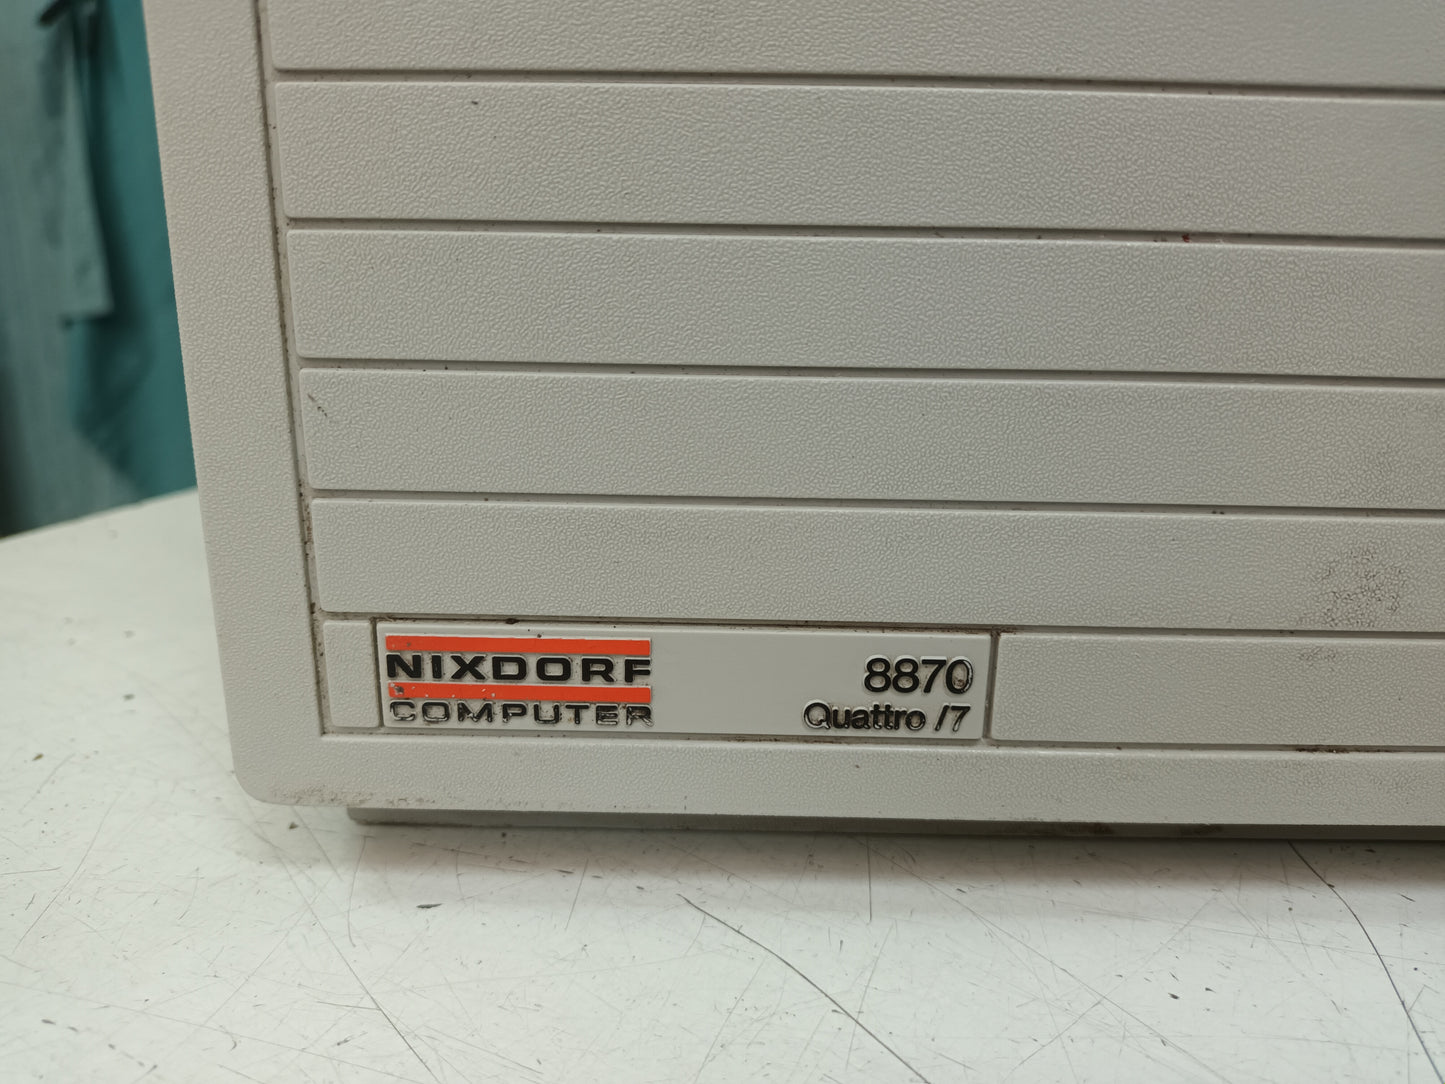 NIXDORF
COMPUTER
8870
Quattro /7